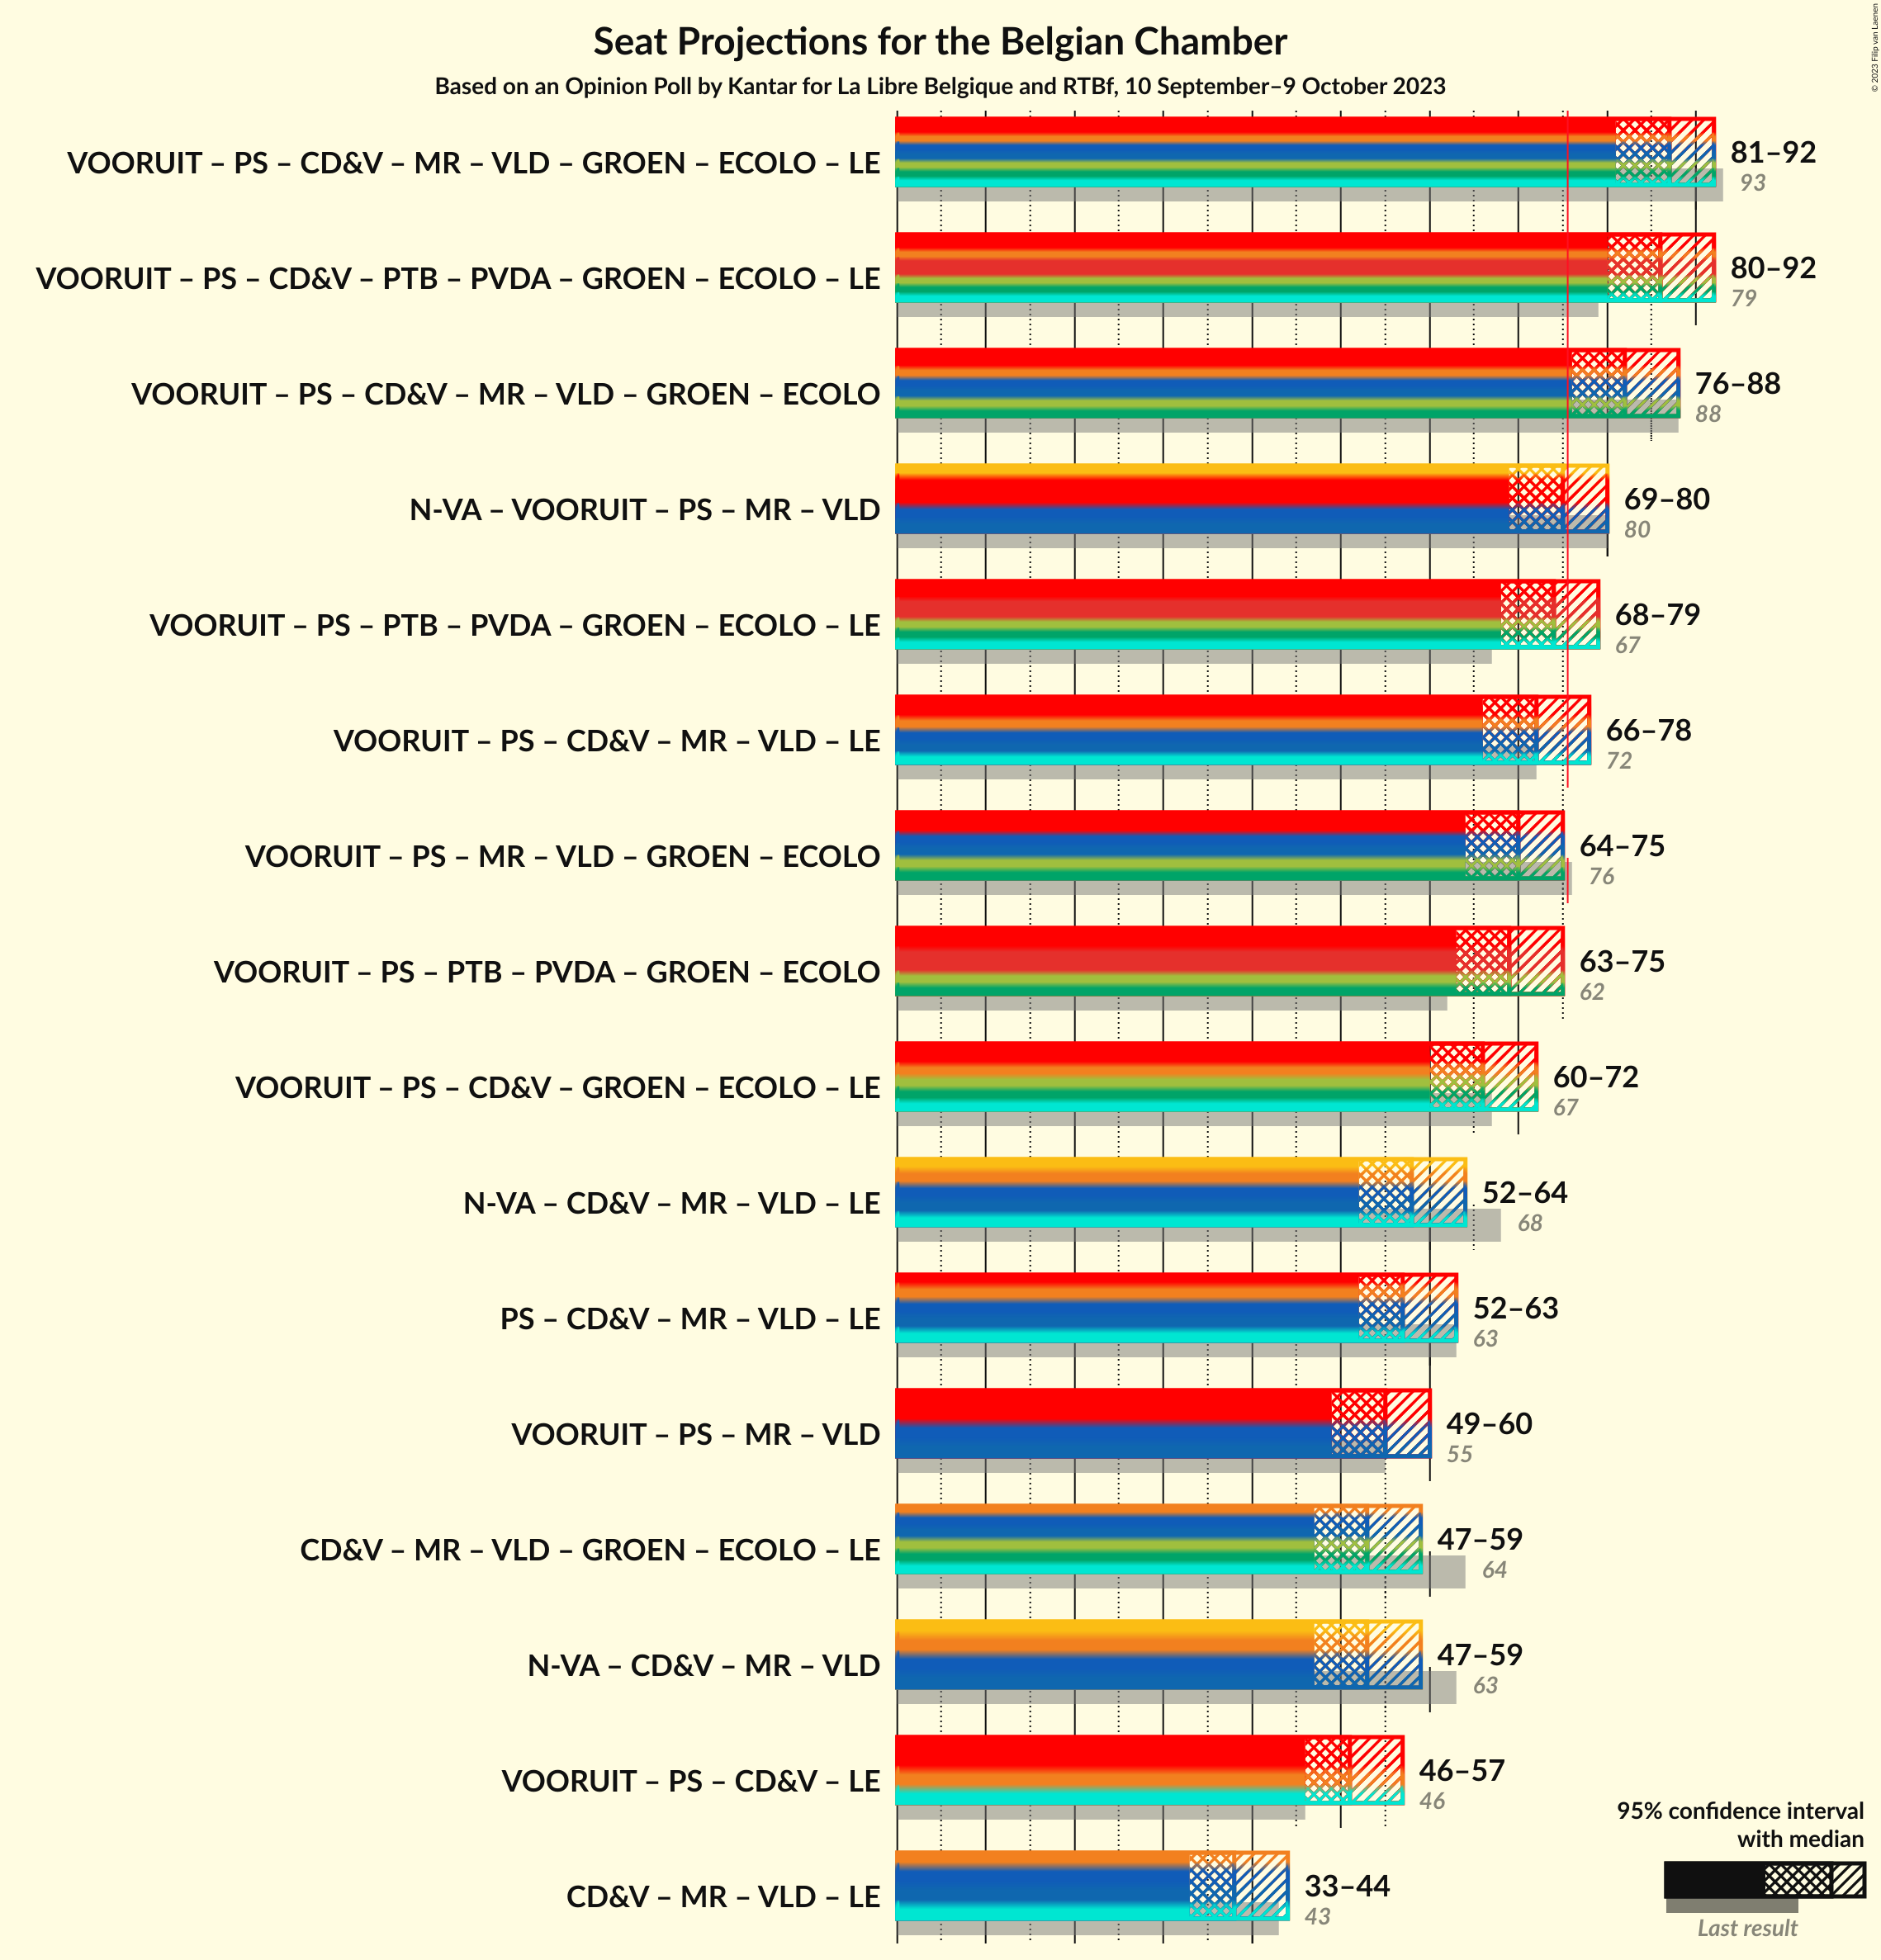 Seat Projections for the Belgian Chamber
Based on an Opinion Poll by Kantar for La Libre Belgique and RTBf, 10 September–9 October 2023
© 2023 Filip van Laenen
VOORUIT – PS – CD&V – MR – VLD – GROEN – ECOLO – LE
81–92
93
VOORUIT – PS – CD&V – PTB – PVDA – GROEN – ECOLO – LE
80–92
79
VOORUIT – PS – CD&V – MR – VLD – GROEN – ECOLO
76–88
88
N-VA – VOORUIT – PS – MR – VLD
69–80
80
VOORUIT – PS – PTB – PVDA – GROEN – ECOLO – LE
68–79
67
VOORUIT – PS – CD&V – MR – VLD – LE
66–78
72
VOORUIT – PS – MR – VLD – GROEN – ECOLO
64–75
76
VOORUIT – PS – PTB – PVDA – GROEN – ECOLO
63–75
62
VOORUIT – PS – CD&V – GROEN – ECOLO – LE
60–72
67
N-VA – CD&V – MR – VLD – LE
52–64
68
PS – CD&V – MR – VLD – LE
52–63
63
VOORUIT – PS – MR – VLD
49–60
55
CD&V – MR – VLD – GROEN – ECOLO – LE
47–59
64
N-VA – CD&V – MR – VLD
47–59
63
VOORUIT – PS – CD&V – LE
46–57
46
CD&V – MR – VLD – LE
33–44
43
95% confidence interval
with median
Last result